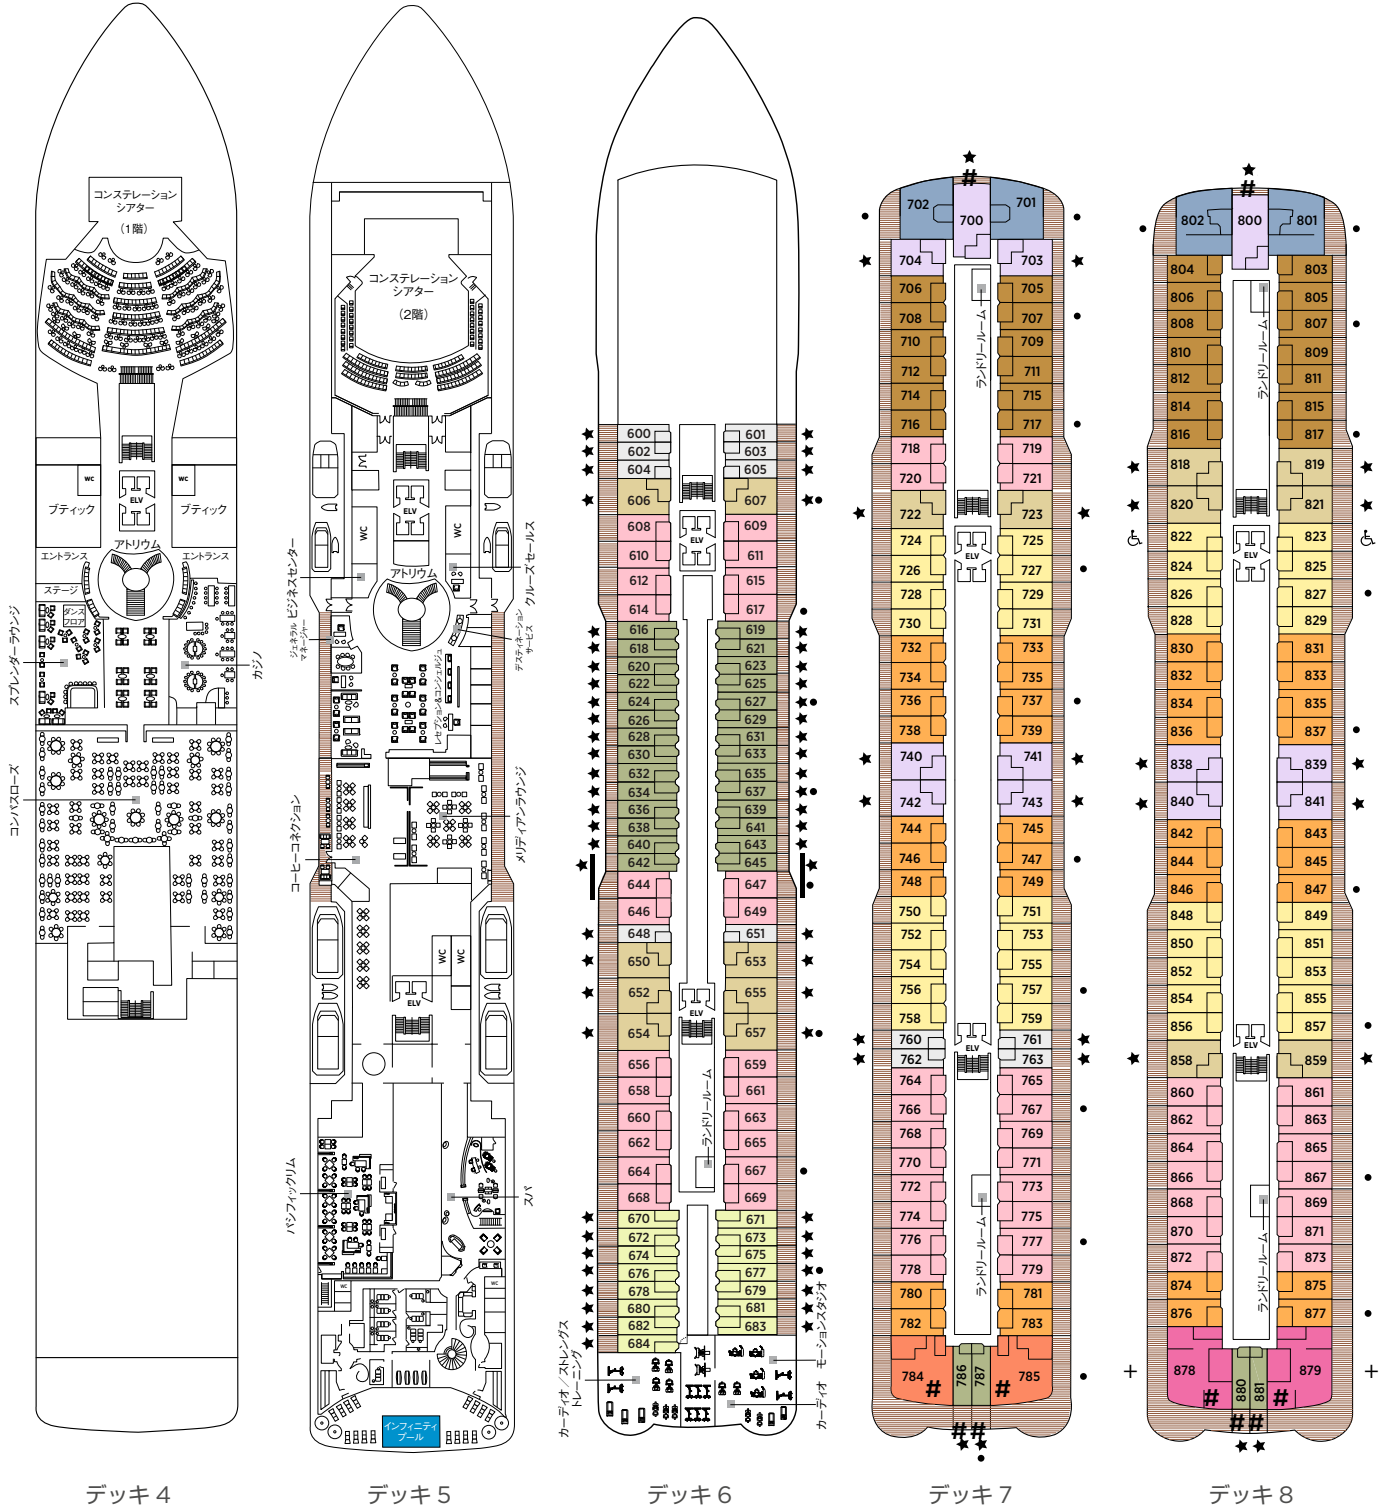 コンステレーション
シアター
（1階）
WC
WC
ELV
ブティック
ブティック
アトリウム
エントランス
エントランス
ステージ
ダンス
フロア
スプレンダーラウンジ
カジノ
コンパスローズ
デッキ 4
コンステレーション
シアター
（2階）
ELV
WC
WC
アトリウム
ビジネスセンター
クルーズセールス
ジェネラル
マネージャー
デスティネーション
サービス
レセプション&コンシェルジュ
コーヒーコネクション
メリディアンラウンジ
WC
WC
ELV
パシフィックリム
スパ
WC
WC
インフィニティ
プール
デッキ 5
600 601
602 603
604 605
606 607
608 609
ELV
610 611
612 615
614 617
616 619
618 621
620 623
622 625
624 627
626 629
628 631
630 633
632 635
634 637
636 639
638 641
640 643
642 645
644 647
646 649
648 651
650 653
652 655
ELV
654 657
656 659
658 661
660 663
662 665
ランドリールーム
664 667
668 669
670 671
672 673
674 675
676 677
678 679
680 681
682 683
684
カーディオ／ストレングス
トレーニング
モーションスタジオ
カーディオ
デッキ 6
#
702 700 701
704 703
706 705
708 707
ランドリールーム
710 709
712 711
714 715
716 717
718 719
720 721
722 723
724 725
ELV
726 727
728 729
730 731
732 733
734 735
736 737
738 739
740 741
742 743
744 745
746 747
748 749
750 751
752 753
754 755
756 757
758 759
760 761
ELV
762 763
764 765
766 767
768 769
770 771
772 773
774 775
776 777
778 779
ランドリールーム
780 781
782 783
784 786 787 785
# #
##
デッキ 7
#
802 800 801
804 803
806 805
808 807
ランドリールーム
810 809
812 811
814 815
816 817
818 819
820 821
822 823
ELV
824 825
826 827
828 829
830 831
832 833
834 835
836 837
838 839
840 841
842 843
844 845
846 847
848 849
850 851
852 853
854 855
856 857
ELV
858 859
860 861
862 863
864 865
866 867
868 869
870 871
872 873
ランドリールーム
874 875
876 877
878 880 881 879
# #
##
+ +
デッキ 8